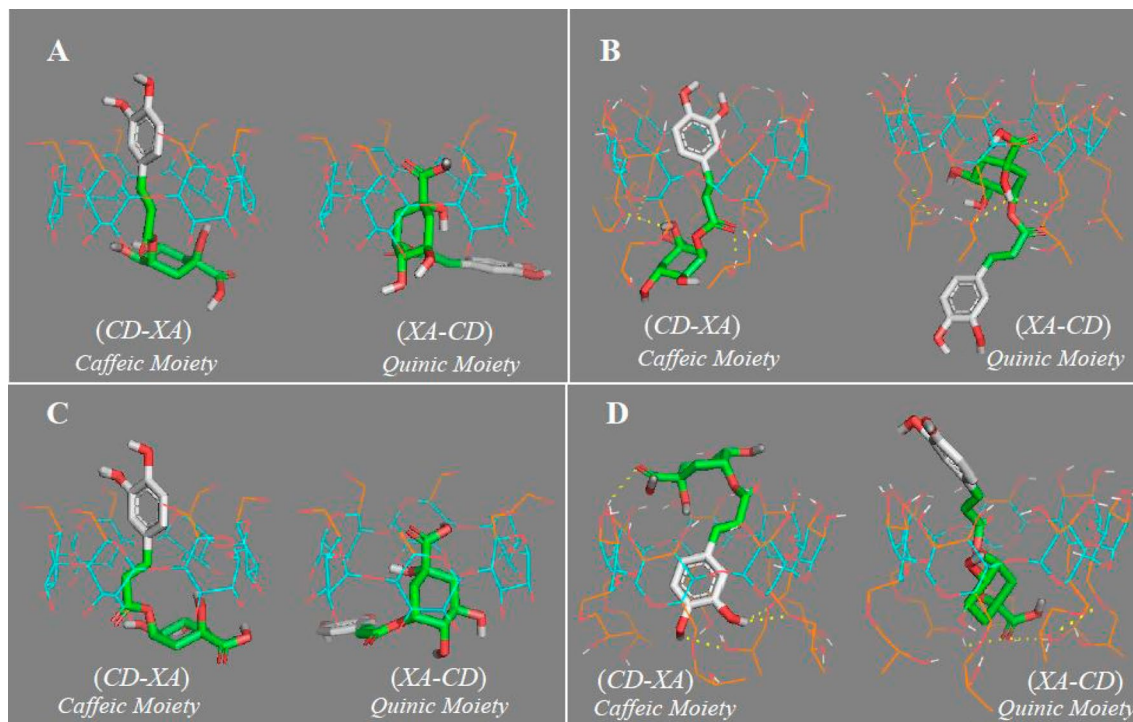 A
(CD-XA)
Caffeic Moiety
(XA-CD)
Quinic Moiety
B
(CD-XA)
Caffeic Moiety
(XA-CD)
Quinic Moiety
C
(CD-XA)
Caffeic Moiety
(XA-CD)
Quinic Moiety
D
(CD-XA)
Caffeic Moiety
(XA-CD)
Quinic Moiety